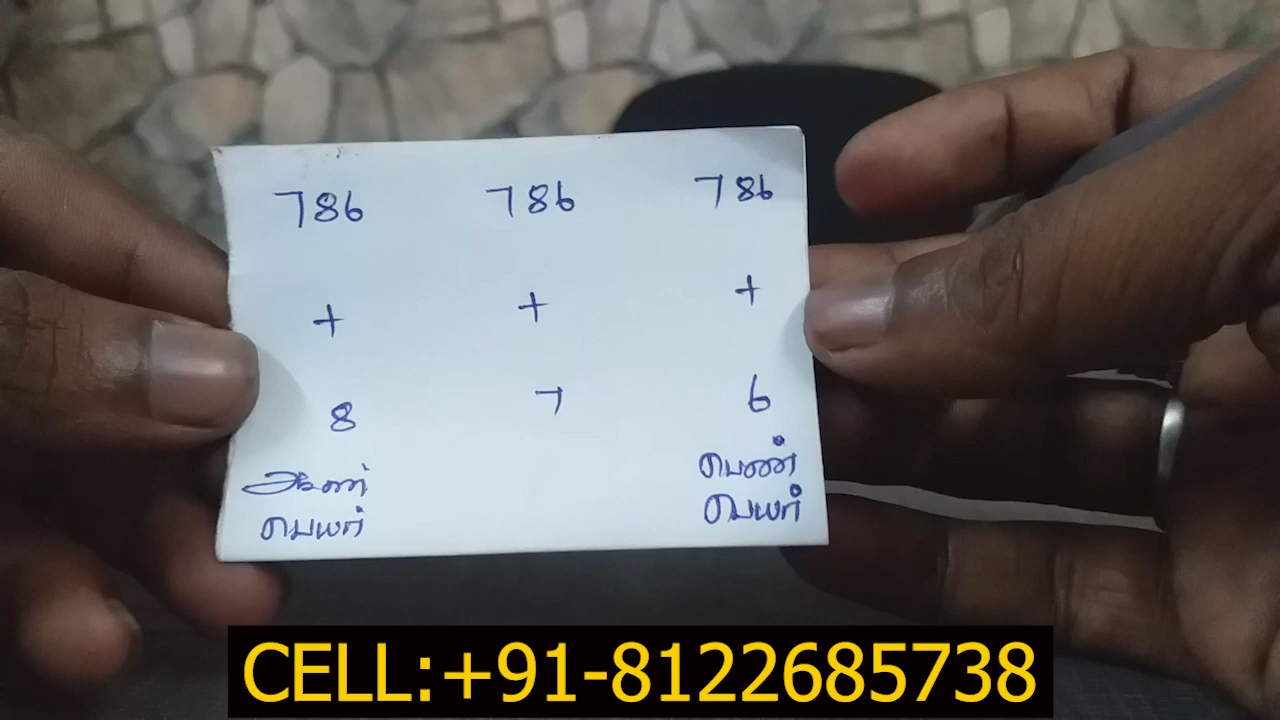 786 786 786
+ + +
8 7 6
ஆண் பெண்
பெயர் பெயர்
CELL:+91-8122685738